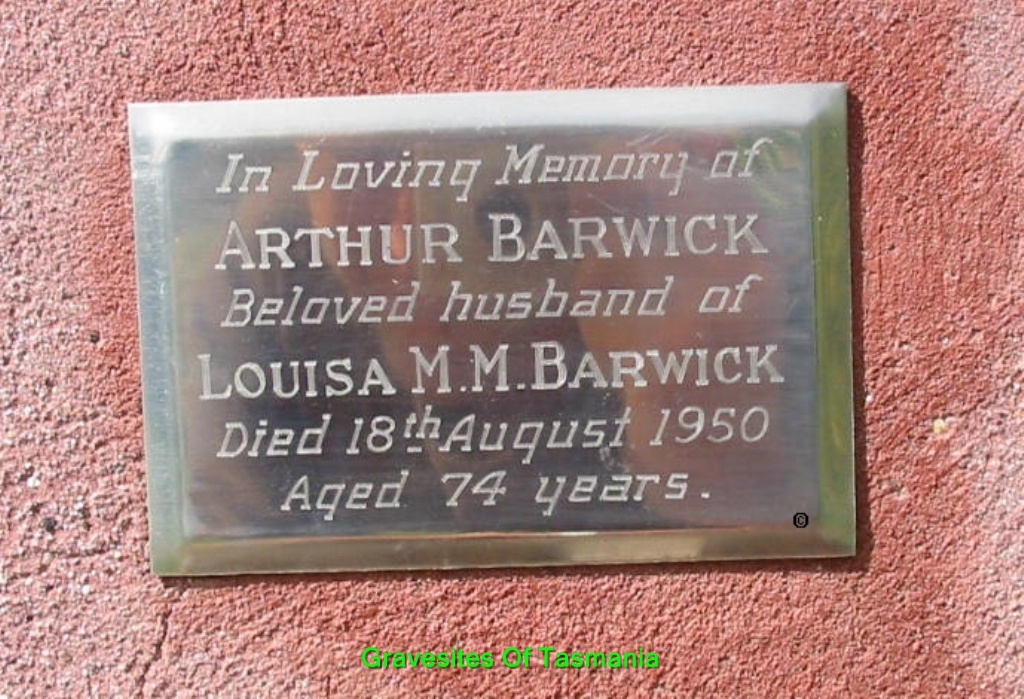 In Loving Memory of
ARTHUR BARWICK
Beloved husband of
LOUISA M.M. BARWICK
Died 18th August 1950
Aged 74 years.
©
Gravesites Of Tasmania